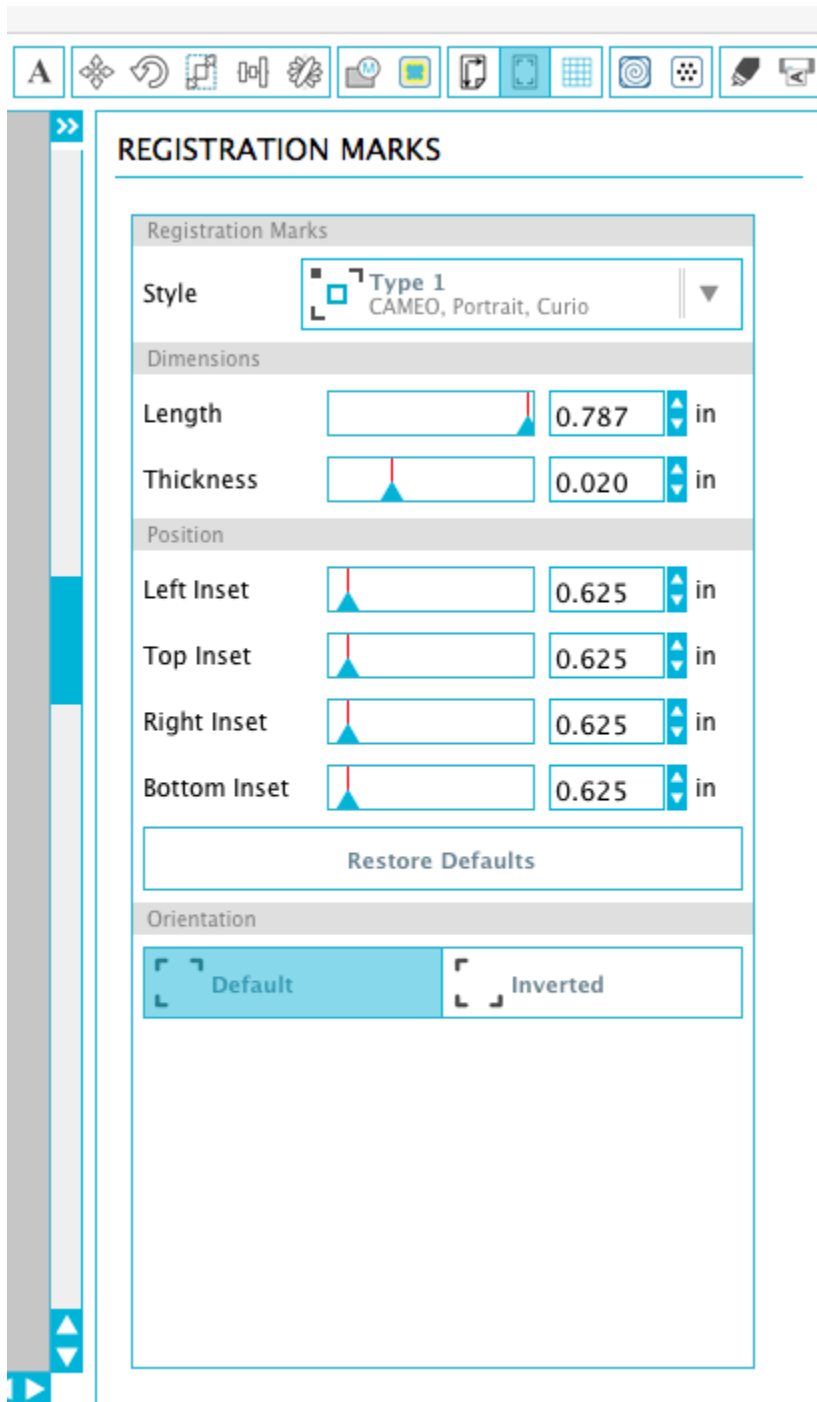 A
M
A
REGISTRATION MARKS
Registration Marks
Style
Type 1
CAMEO, Portrait, Curio
Dimensions
Length 0.787 in
Thickness 0.020 in
Position
Left Inset 0.625 in
Top Inset 0.625 in
Right Inset 0.625 in
Bottom Inset 0.625 in
Restore Defaults
Orientation
Default Inverted